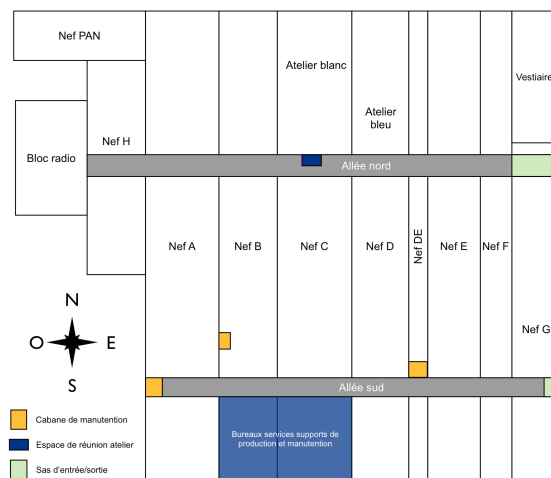 Nef PAN
Atelier blanc
Vestiaire
Atelier
bleu
Nef H
Bloc radio
Allée nord
Nef A
Nef B
Nef C
Nef D
Nef DE
Nef E
Nef F
Nef G
N
O
E
S
Allée sud
Cabane de manutention
Espace de réunion atelier
Sas d'entrée/sortie
Bureaux services supports de
production et manutention